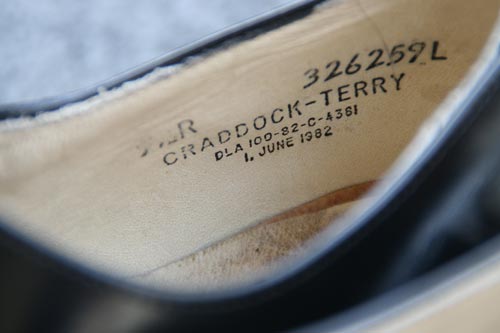 326259L
CRADDOCK-TERRY
DLA 100-82-C-4361
1, JUNE 1982